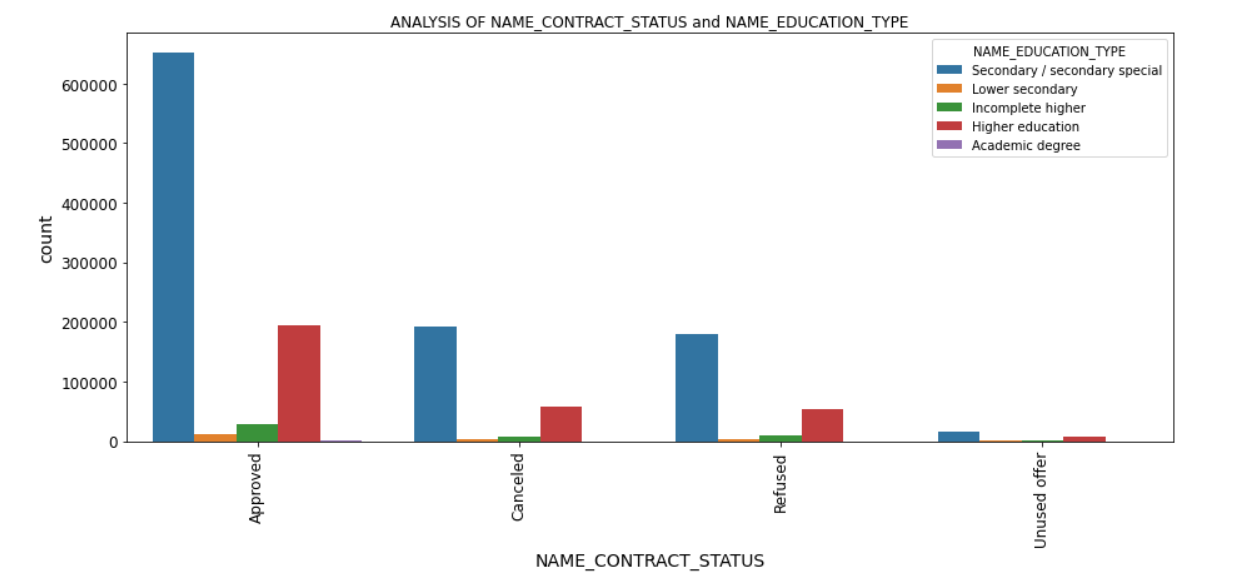 ANALYSIS OF NAME_CONTRACT_STATUS and NAME_EDUCATION_TYPE
NAME_EDUCATION_TYPE
Secondary / secondary special
Lower secondary
Incomplete higher
Higher education
Academic degree
count
600000
500000
400000
300000
200000
100000
0
Approved
Canceled
Refused
Unused offer
NAME_CONTRACT_STATUS